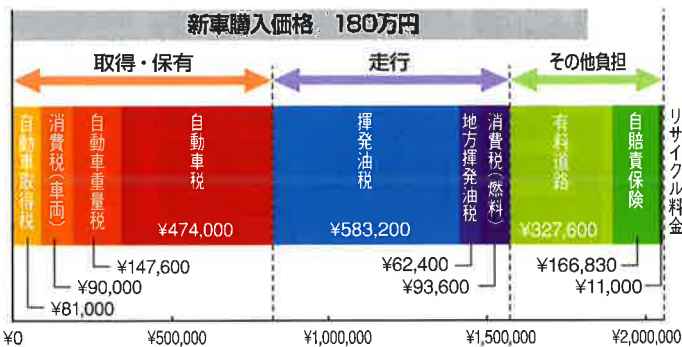 新車購入価格 180万円
取得・保有
走行
その他負担
自動車取得税
消費税(車両)
自動車重量税
自動車税
揮発油税
地方揮発油税
消費税(燃料)
有料道路
自賠責保険
リサイクル料金
¥474,000
¥583,200
¥327,600
¥147,600
¥62,400
¥166,830
¥90,000
¥93,600
¥11,000
¥81,000
¥0
¥500,000
¥1,000,000
¥1,500,000
¥2,000,000